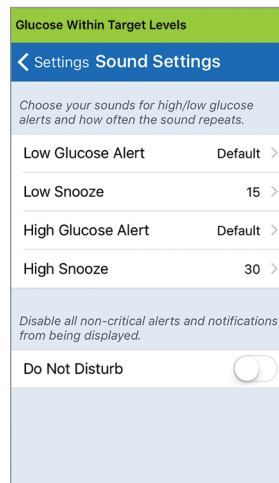 Glucose Within Target Levels
Settings Sound Settings
Choose your sounds for high/low glucose
alerts and how often the sound repeats.
Low Glucose Alert Default
Low Snooze 15
High Glucose Alert Default
High Snooze 30
Disable all non-critical alerts and notifications
from being displayed.
Do Not Disturb